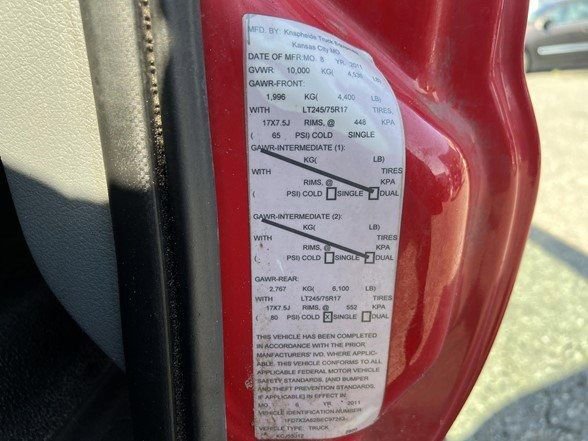 MFD. BY: Knapheide Truck
Kansas City MO.
DATE OF MFR:MO. 8 YR. 2011
GVWR: 10,000 KG( 4,536 LB)
GAWR-FRONT:
1,996 KG( 4,400 LB)
WITH LT245/75R17 TIRES,
17X7.5J RIMS, @ 448 KPA
( 65 PSI) COLD SINGLE
GAWR-INTERMEDIATE (1):
KG( LB)
WITH TIRES
RIMS, @ KPA
( PSI) COLD SINGLE DUAL
GAWR-INTERMEDIATE (2):
KG( LB)
WITH TIRES
RIMS, @ KPA
( PSI) COLD SINGLE DUAL
GAWR-REAR:
2,767 KG( 6,100 LB)
WITH LT245/75R17 TIRES
17X7.5J RIMS, @ 552 KPA
( 80 PSI) COLD X SINGLE DUAL
THIS VEHICLE HAS BEEN
COMPLETED IN ACCORDANCE
WITH THE PRIOR
MANUFACTURERS' IVD, WHERE APPLIC-
ABLE. THIS VEHICLE CONFORMS TO ALL
APPLICABLE FEDERAL MOTOR VEHICLE
SAFETY STANDARDS, [AND BUMPER
AND THEFT PREVENTION STANDARDS,
IF APPLICABLE] IN EFFECT IN
MO. 6 YR. 2011
VEHICLE IDENTIFICATION NUMBER:
VEHICLE TYPE: TRUCK